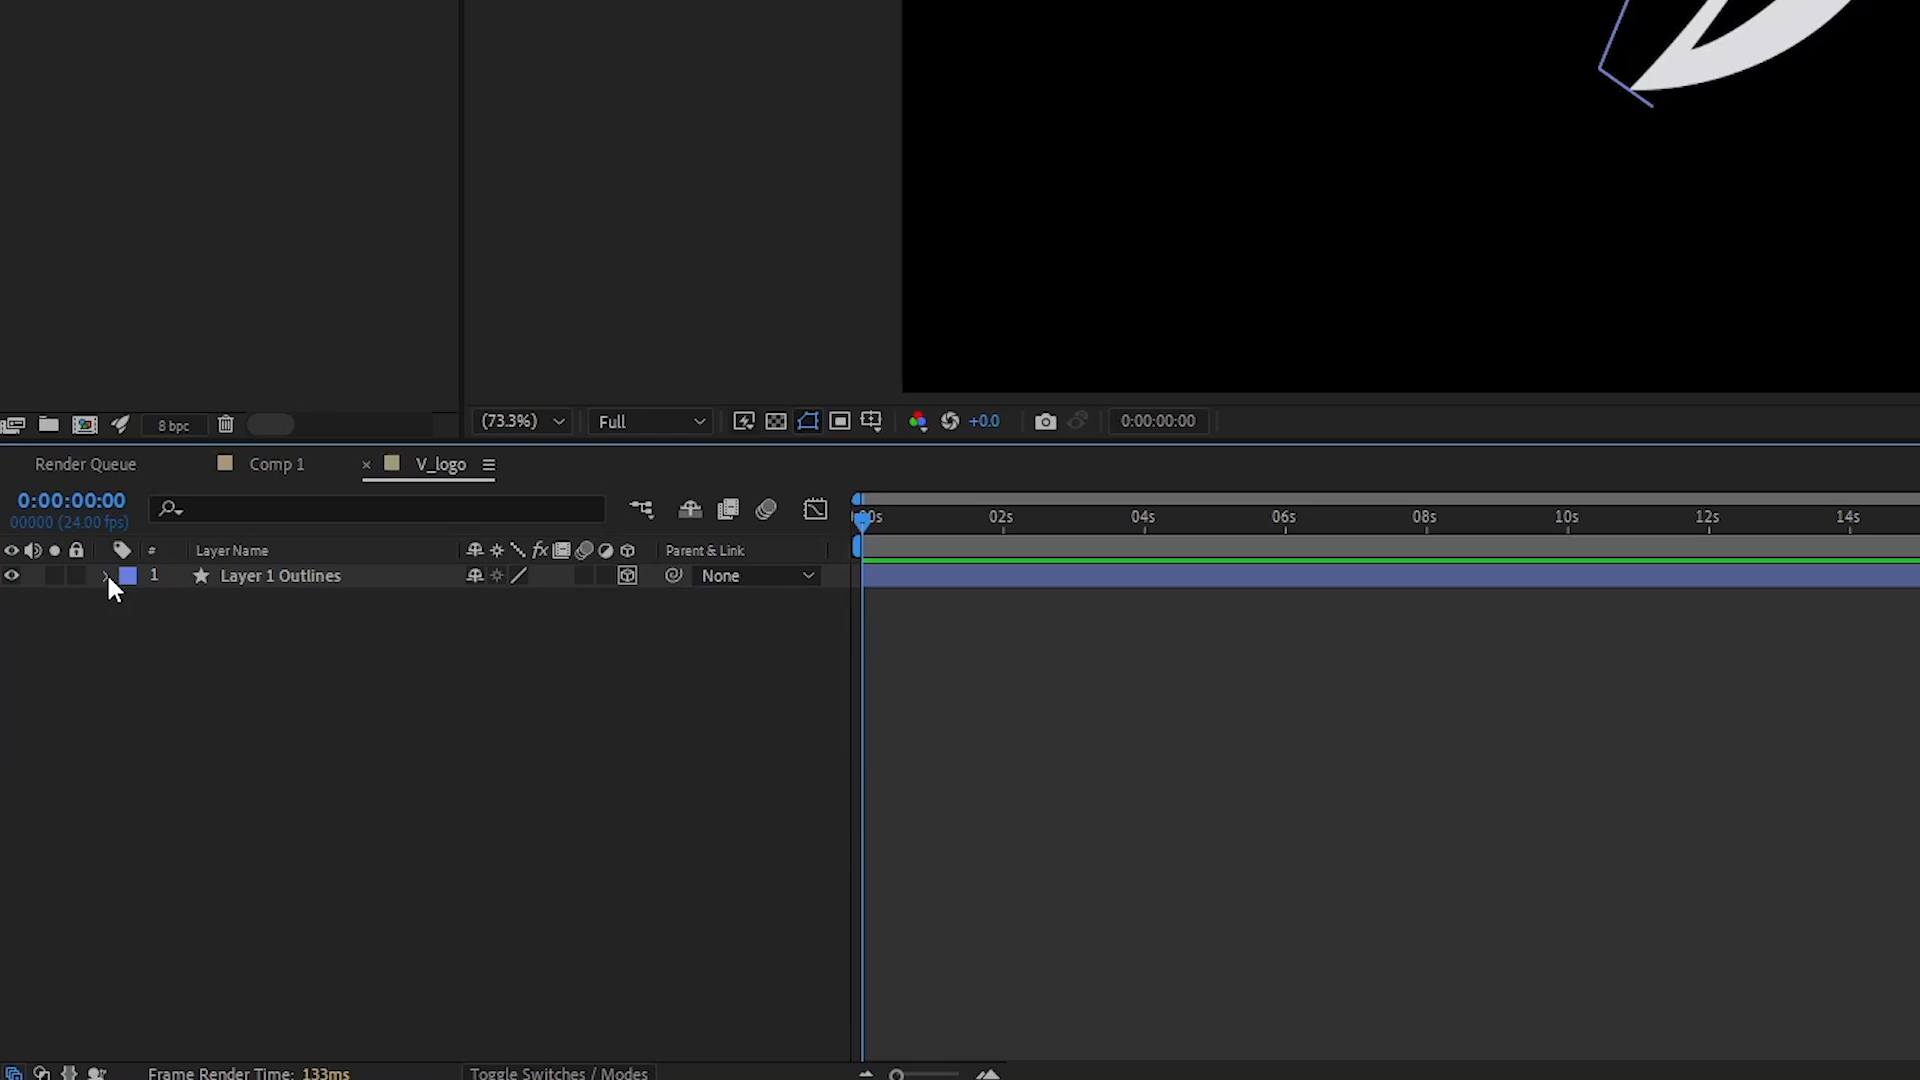 8 bpc
(73.3%)
Full
+0.0
0:00:00:00
Render Queue
Comp 1
V_logo
0:00:00:00
00000 (24.00 fps)
02s
04s
06s
08s
10s
12s
14s
#
Layer Name
fx
Parent & Link
1
Layer 1 Outlines
None
Frame Render Time: 133ms
Toggle Switches / Modes